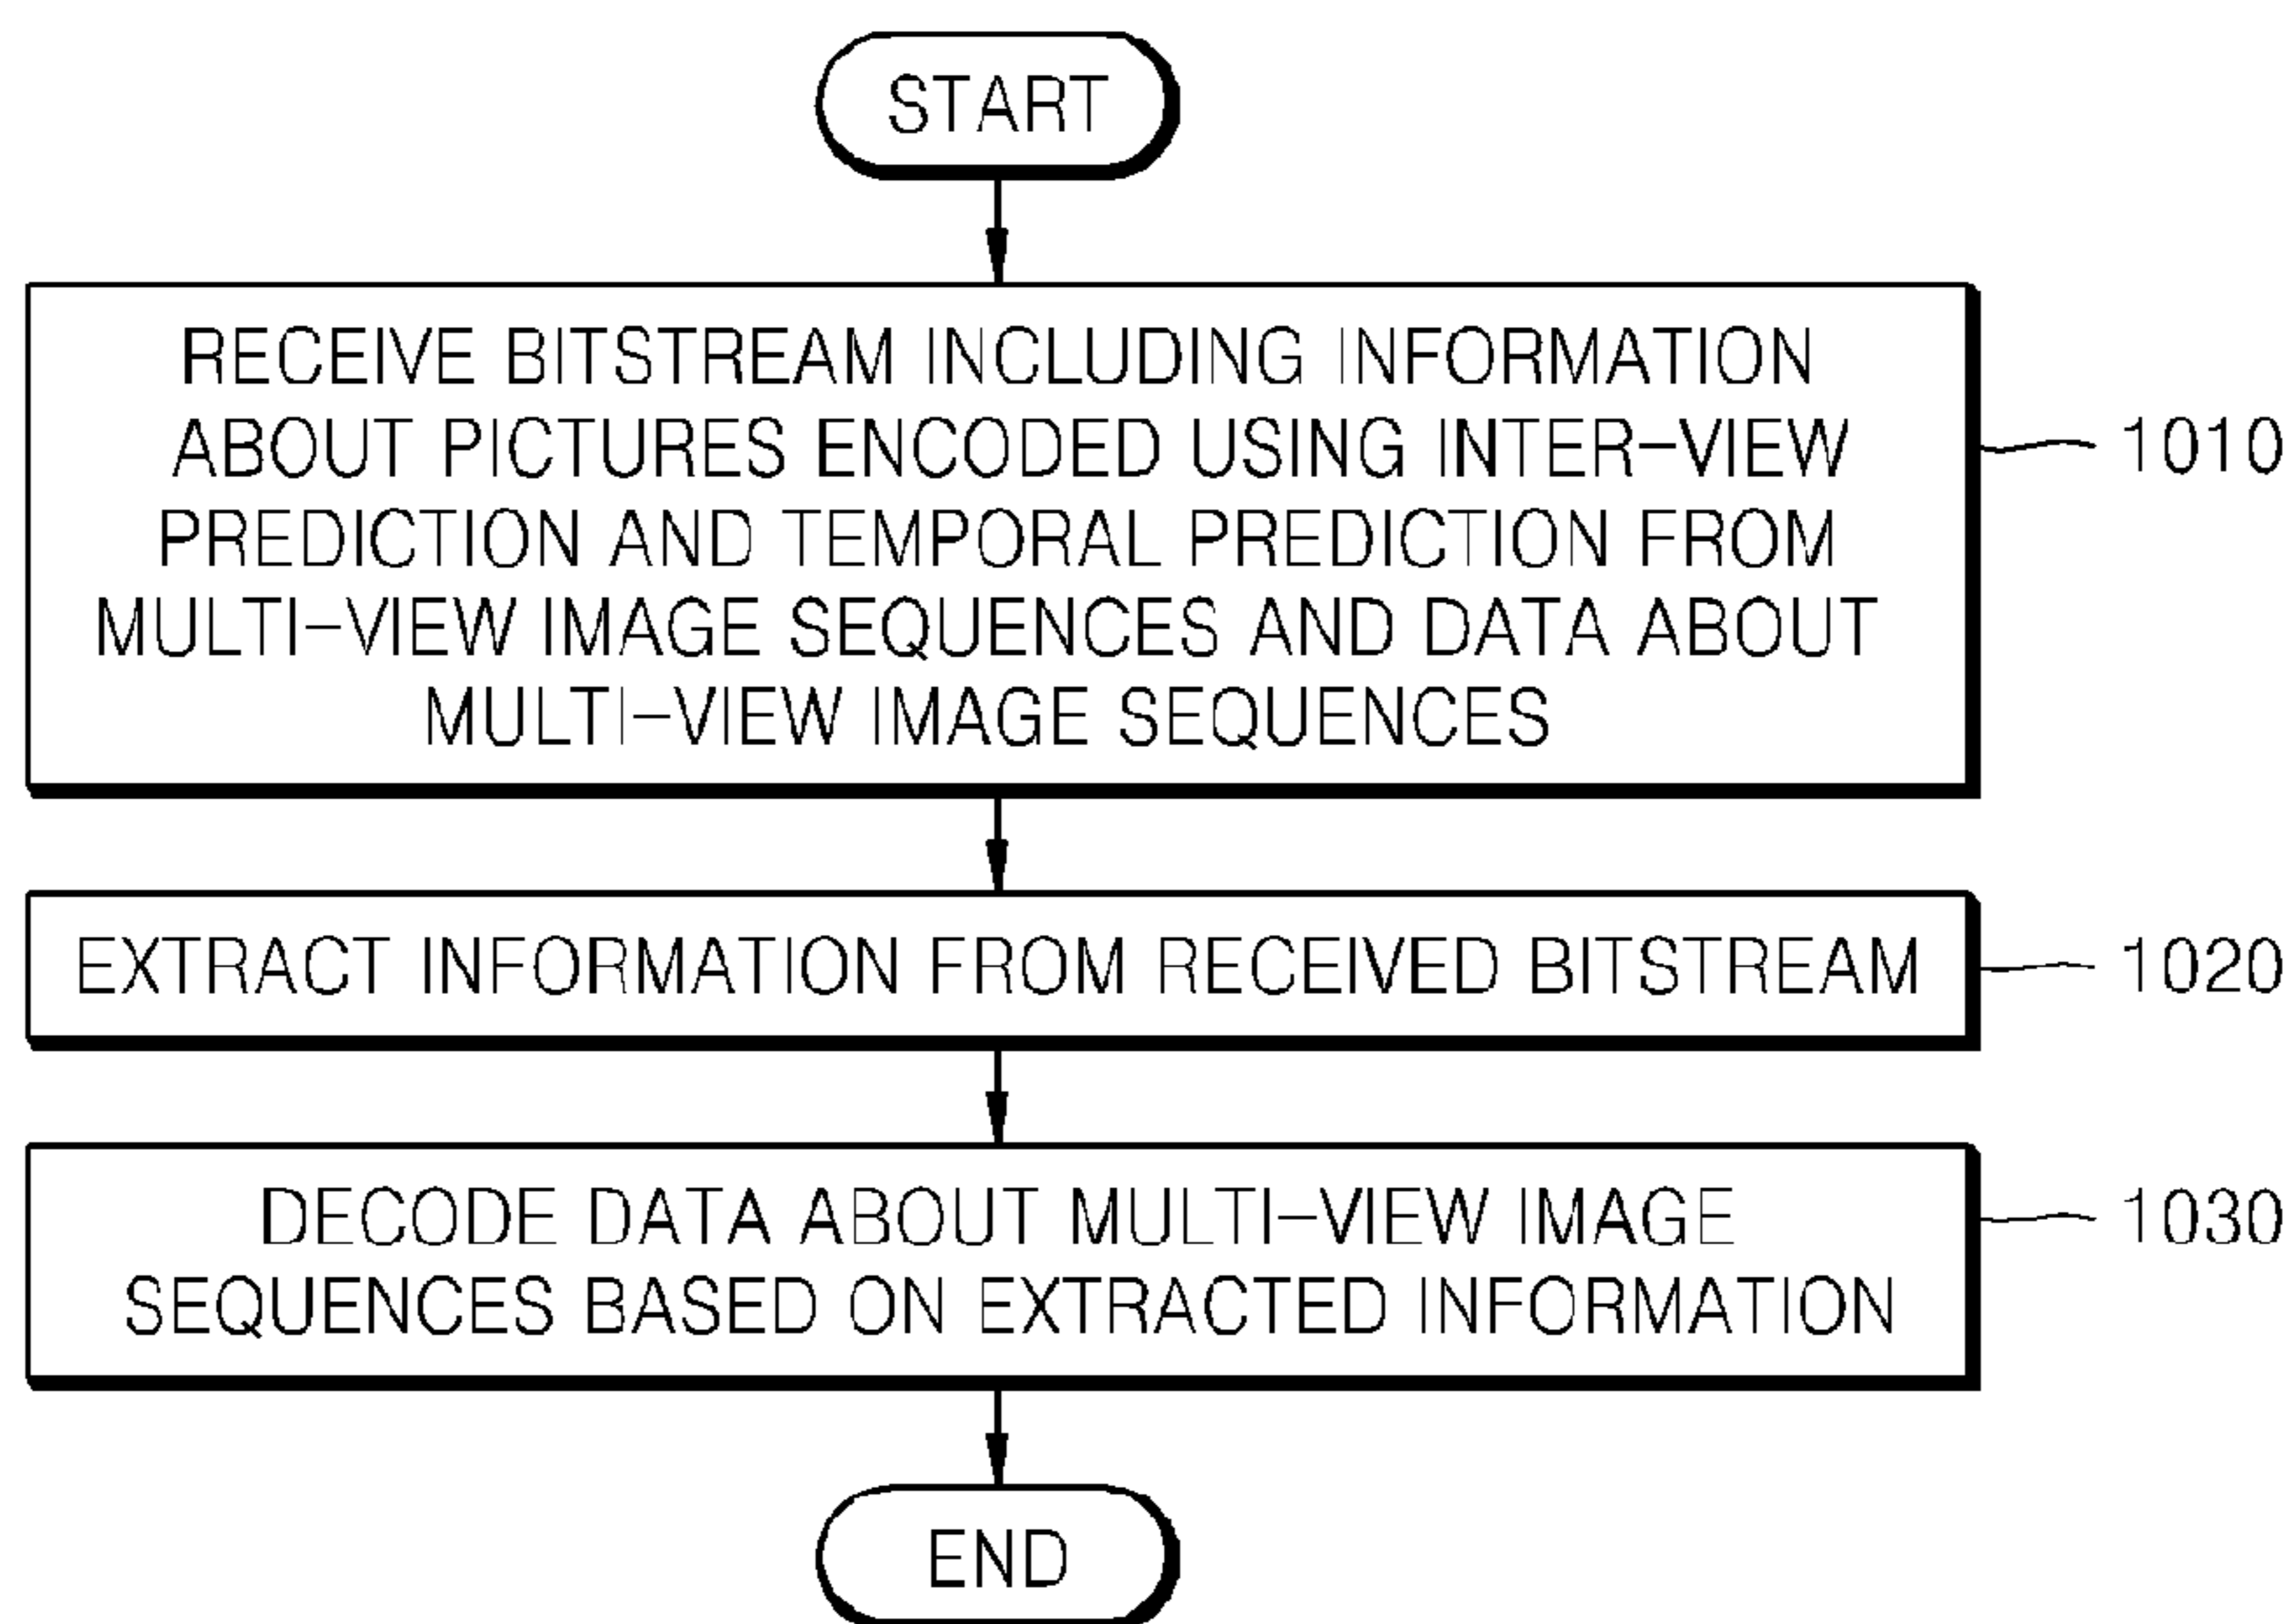 START
RECEIVE BITSTREAM INCLUDING INFORMATION
ABOUT PICTURES ENCODED USING INTER-VIEW
PREDICTION AND TEMPORAL PREDICTION FROM
MULTI-VIEW IMAGE SEQUENCES AND DATA ABOUT
MULTI-VIEW IMAGE SEQUENCES
1010
EXTRACT INFORMATION FROM RECEIVED BITSTREAM
1020
DECODE DATA ABOUT MULTI-VIEW IMAGE
SEQUENCES BASED ON EXTRACTED INFORMATION
1030
END